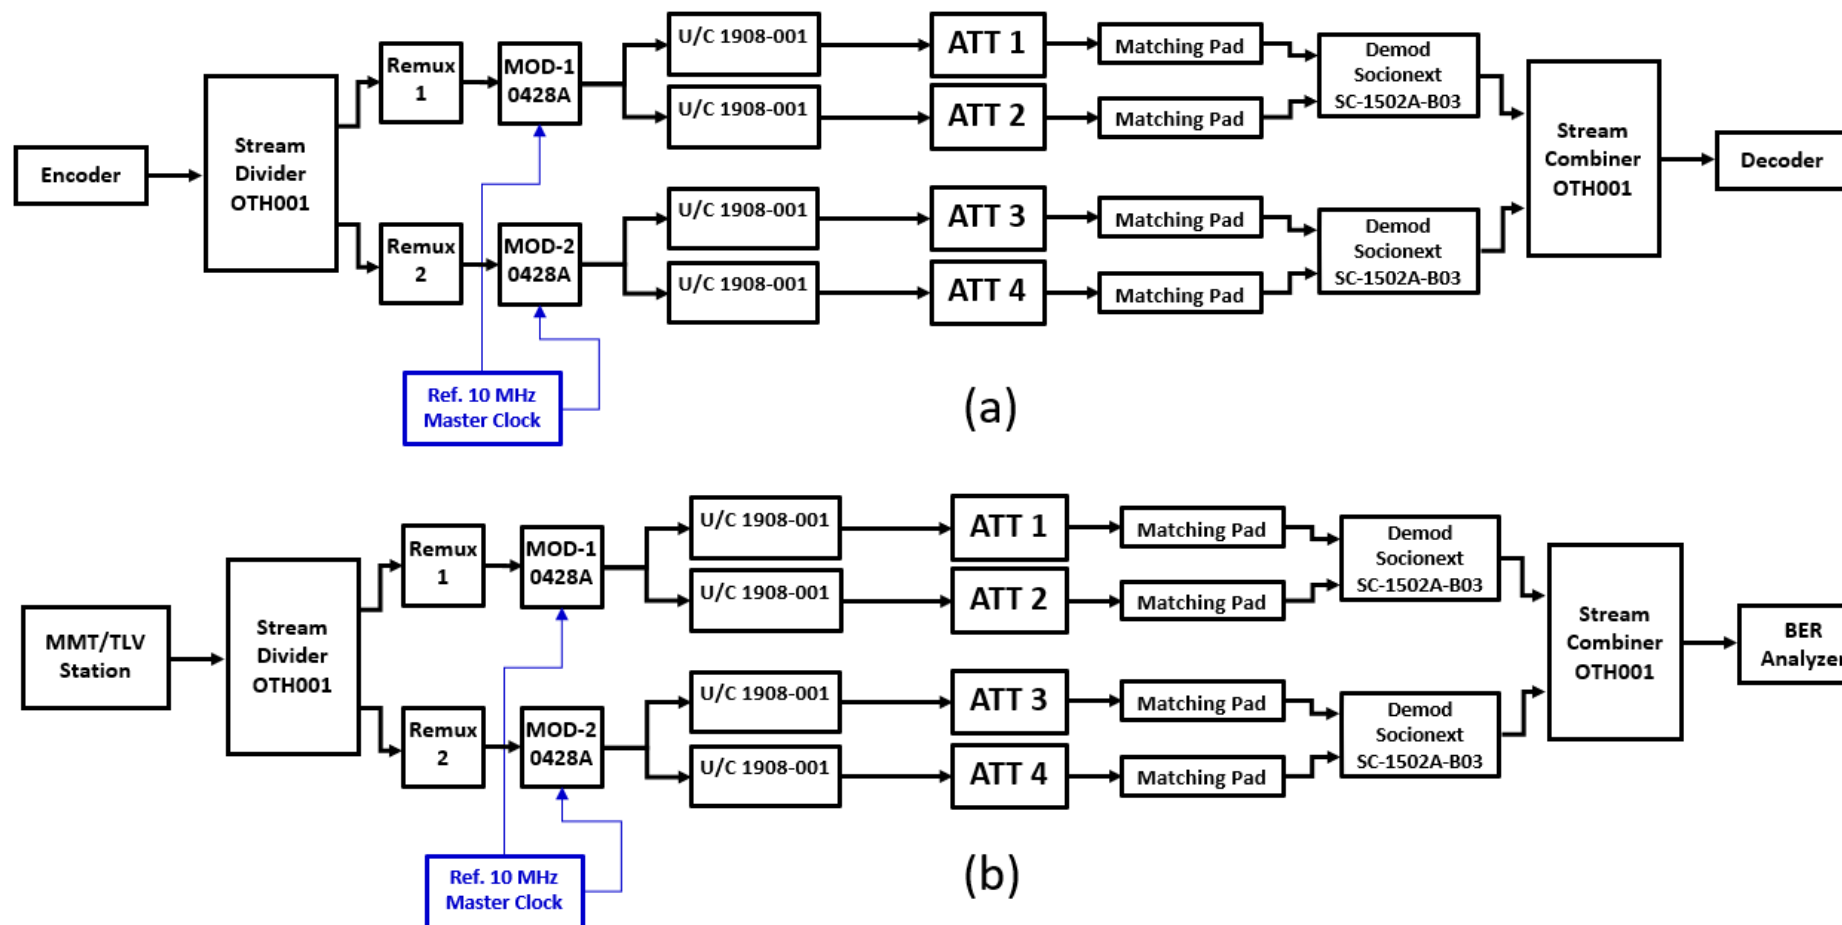 Encoder
Stream
Divider
OTH001
Remux
1
Remux
2
MOD-1
0428A
MOD-2
0428A
Ref. 10 MHz
Master Clock
U/C 1908-001
U/C 1908-001
U/C 1908-001
U/C 1908-001
ATT 1
ATT 2
ATT 3
ATT 4
Matching Pad
Matching Pad
Matching Pad
Matching Pad
Demod
Socionext
SC-1502A-B03
Demod
Socionext
SC-1502A-B03
Stream
Combiner
OTH001
Decoder
(a)
MMT/TLV
Station
Stream
Divider
OTH001
Remux
1
Remux
2
MOD-1
0428A
MOD-2
0428A
Ref. 10 MHz
Master Clock
U/C 1908-001
U/C 1908-001
U/C 1908-001
U/C 1908-001
ATT 1
ATT 2
ATT 3
ATT 4
Matching Pad
Matching Pad
Matching Pad
Matching Pad
Demod
Socionext
SC-1502A-B03
Demod
Socionext
SC-1502A-B03
Stream
Combiner
OTH001
BER
Analyzer
(b)